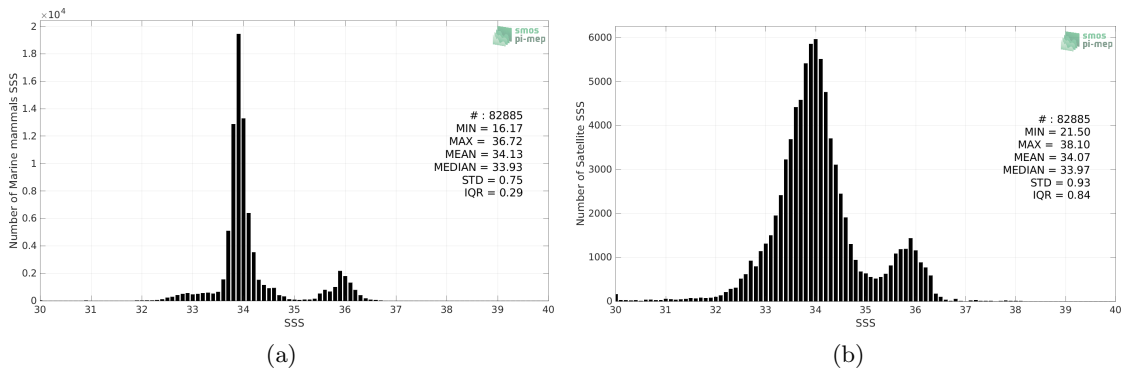 ×10⁴
2
1.8
1.6
1.4
1.2
1
0.8
0.6
0.4
0.2
0
Number of Marine mammals SSS
30 31 32 33 34 35 36 37 38 39 40
SSS
smos
pi-mep
# : 82885
MIN = 16.17
MAX = 36.72
MEAN = 34.13
MEDIAN = 33.93
STD = 0.75
IQR = 0.29
(a)
6000
5000
4000
3000
2000
1000
0
Number of Satellite SSS
30 31 32 33 34 35 36 37 38 39 40
SSS
smos
pi-mep
# : 82885
MIN = 21.50
MAX = 38.10
MEAN = 34.07
MEDIAN = 33.97
STD = 0.93
IQR = 0.84
(b)